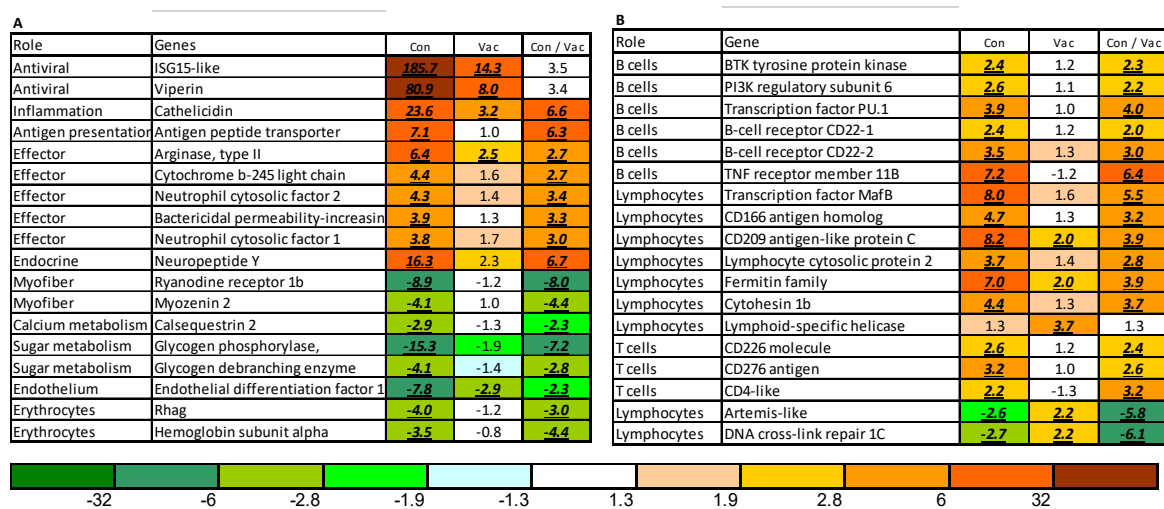 A
Role Genes Con Vac Con / Vac
Antiviral ISG15-like 185.7 14.3 3.5
Antiviral Viperin 80.9 8.0 3.4
Inflammation Cathelicidin 23.6 3.2 6.6
Antigen presentation Antigen peptide transporter 7.1 1.0 6.3
Effector Arginase, type II 6.4 2.5 2.7
Effector Cytochrome b-245 light chain 4.4 1.6 2.7
Effector Neutrophil cytosolic factor 2 4.3 1.4 3.4
Effector Bactericidal permeability-increasin 3.9 1.3 3.3
Effector Neutrophil cytosolic factor 1 3.8 1.7 3.0
Endocrine Neuropeptide Y 16.3 2.3 6.7
Myofiber Ryanodine receptor 1b -8.9 -1.2 -8.0
Myofiber Myozenin 2 -4.1 1.0 -4.4
Calcium metabolism Calsequestrin 2 -2.9 -1.3 -2.3
Sugar metabolism Glycogen phosphorylase, -15.3 -1.9 -7.2
Sugar metabolism Glycogen debranching enzyme -4.1 -1.4 -2.8
Endothelium Endothelial differentiation factor 1 -7.8 -2.9 -2.3
Erythrocytes Rhag -4.0 -1.2 -3.0
Erythrocytes Hemoglobin subunit alpha -3.5 -0.8 -4.4
B
Role Gene Con Vac Con / Vac
B cells BTK tyrosine protein kinase 2.4 1.2 2.3
B cells PI3K regulatory subunit 6 2.6 1.1 2.2
B cells Transcription factor PU.1 3.9 1.0 4.0
B cells B-cell receptor CD22-1 2.4 1.2 2.0
B cells B-cell receptor CD22-2 3.5 1.3 3.0
B cells TNF receptor member 11B 7.2 -1.2 6.4
Lymphocytes Transcription factor MafB 8.0 1.6 5.5
Lymphocytes CD166 antigen homolog 4.7 1.3 3.2
Lymphocytes CD209 antigen-like protein C 8.2 2.0 3.9
Lymphocytes Lymphocyte cytosolic protein 2 3.7 1.4 2.8
Lymphocytes Fermitin family 7.0 2.0 3.9
Lymphocytes Cytohesin 1b 4.4 1.3 3.7
Lymphocytes Lymphoid-specific helicase 1.3 3.7 1.3
T cells CD226 molecule 2.6 1.2 2.4
T cells CD276 antigen 3.2 1.0 2.6
T cells CD4-like 2.2 -1.3 3.2
Lymphocytes Artemis-like -2.6 2.2 -5.8
Lymphocytes DNA cross-link repair 1C -2.7 2.2 -6.1
-32 -6 -2.8 -1.9 -1.3 1.3 1.9 2.8 6 32